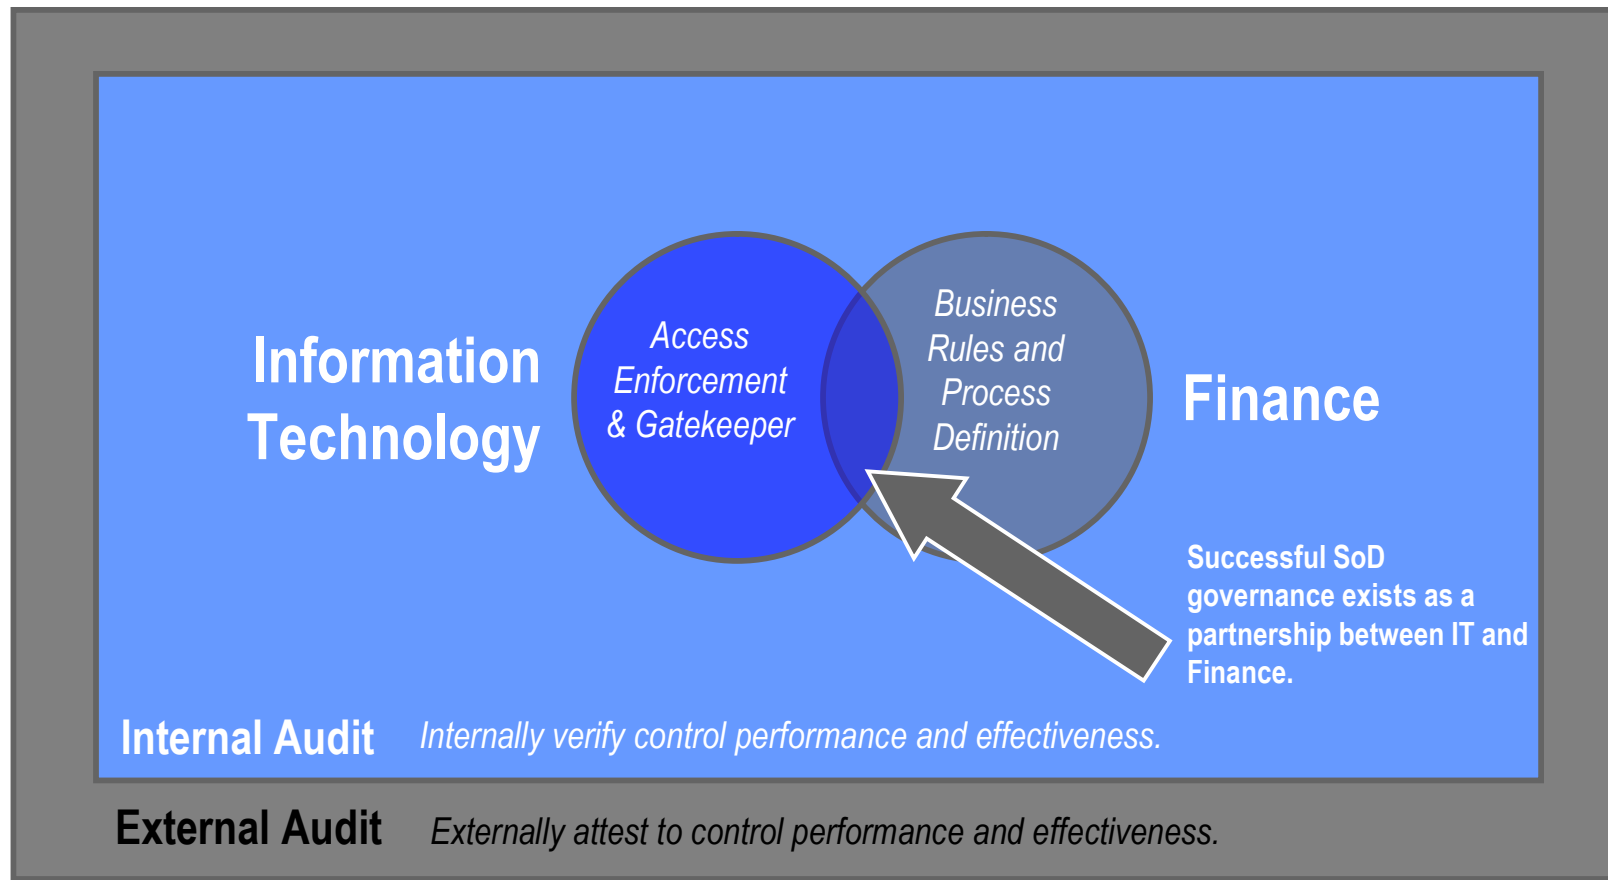 Information
Technology
Access
Enforcement
& Gatekeeper
Business
Rules and
Process
Definition
Finance
Successful SoD
governance exists as a
partnership between IT and
Finance.
Internal Audit Internally verify control performance and effectiveness.
External Audit Externally attest to control performance and effectiveness.